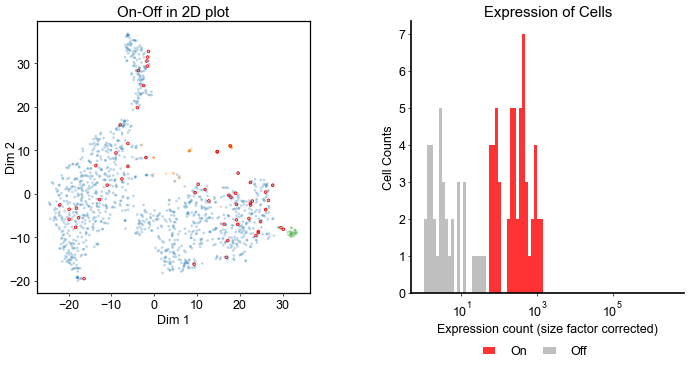 On-Off in 2D plot
Dim 2
30
20
10
0
−10
−20
−20 −10 0 10 20 30
Dim 1
Expression of Cells
Cell Counts
7
6
5
4
3
2
1
0
10^1 10^3 10^5
Expression count (size factor corrected)
On Off